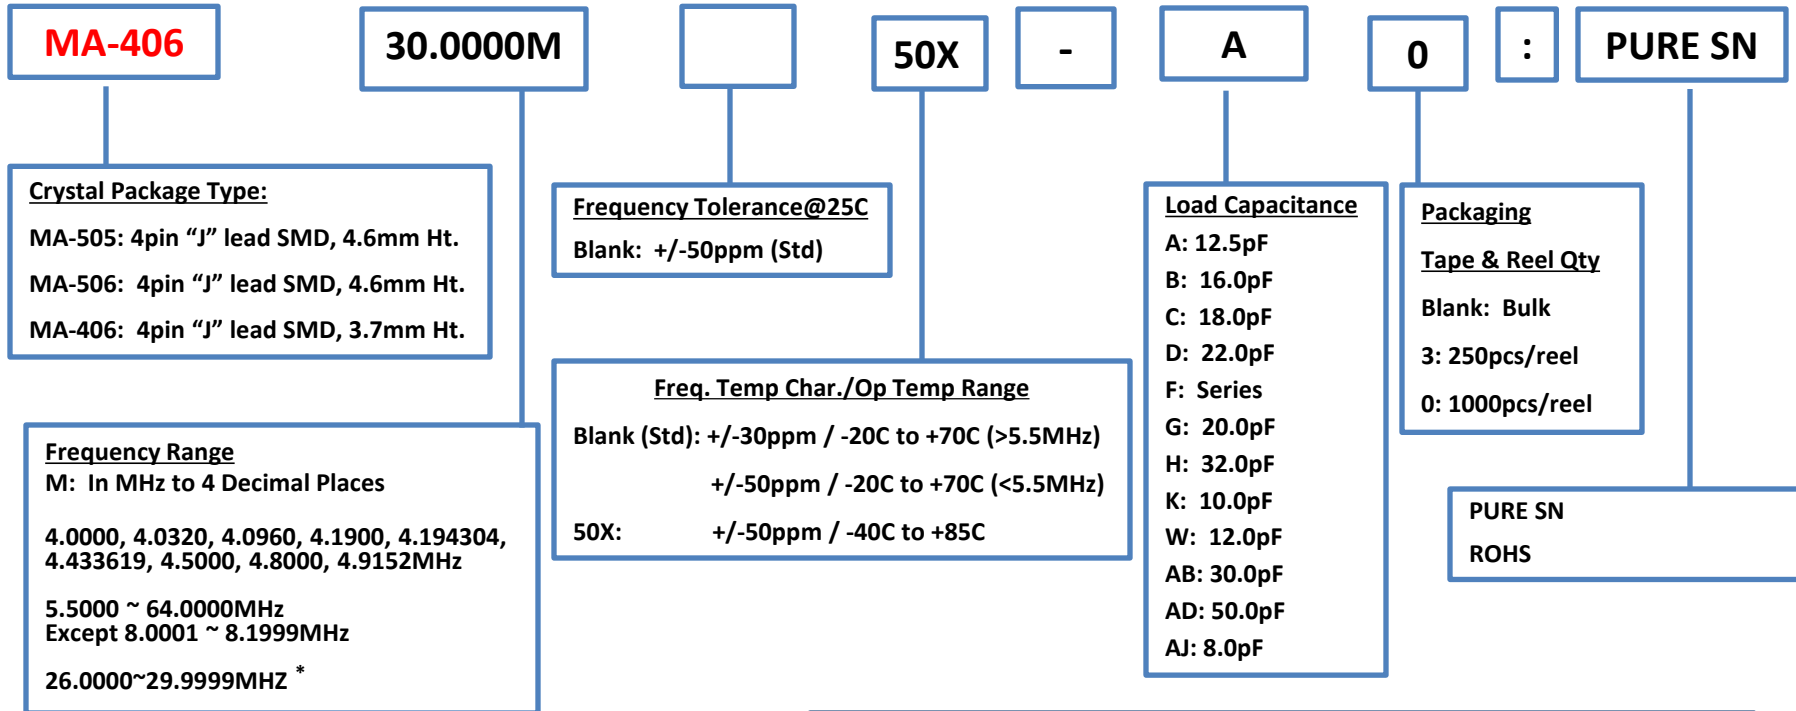 MA-406 30.0000M 50X - A 0 : PURE SN
Crystal Package Type:
MA-505: 4pin “J” lead SMD, 4.6mm Ht.
MA-506: 4pin “J” lead SMD, 4.6mm Ht.
MA-406: 4pin “J” lead SMD, 3.7mm Ht.
Frequency Range
M: In MHz to 4 Decimal Places
4.0000, 4.0320, 4.0960, 4.1900, 4.194304,
4.433619, 4.5000, 4.8000, 4.9152MHz
5.5000 ~ 64.0000MHz
Except 8.0001 ~ 8.1999MHz
26.0000~29.9999MHZ *
Frequency Tolerance@25C
Blank: +/-50ppm (Std)
Freq. Temp Char./Op Temp Range
Blank (Std): +/-30ppm / -20C to +70C (>5.5MHz)
+/-50ppm / -20C to +70C (<5.5MHz)
50X: +/-50ppm / -40C to +85C
Load Capacitance
A: 12.5pF
B: 16.0pF
C: 18.0pF
D: 22.0pF
F: Series
G: 20.0pF
H: 32.0pF
K: 10.0pF
W: 12.0pF
AB: 30.0pF
AD: 50.0pF
AJ: 8.0pF
Packaging
Tape & Reel Qty
Blank: Bulk
3: 250pcs/reel
0: 1000pcs/reel
PURE SN
ROHS